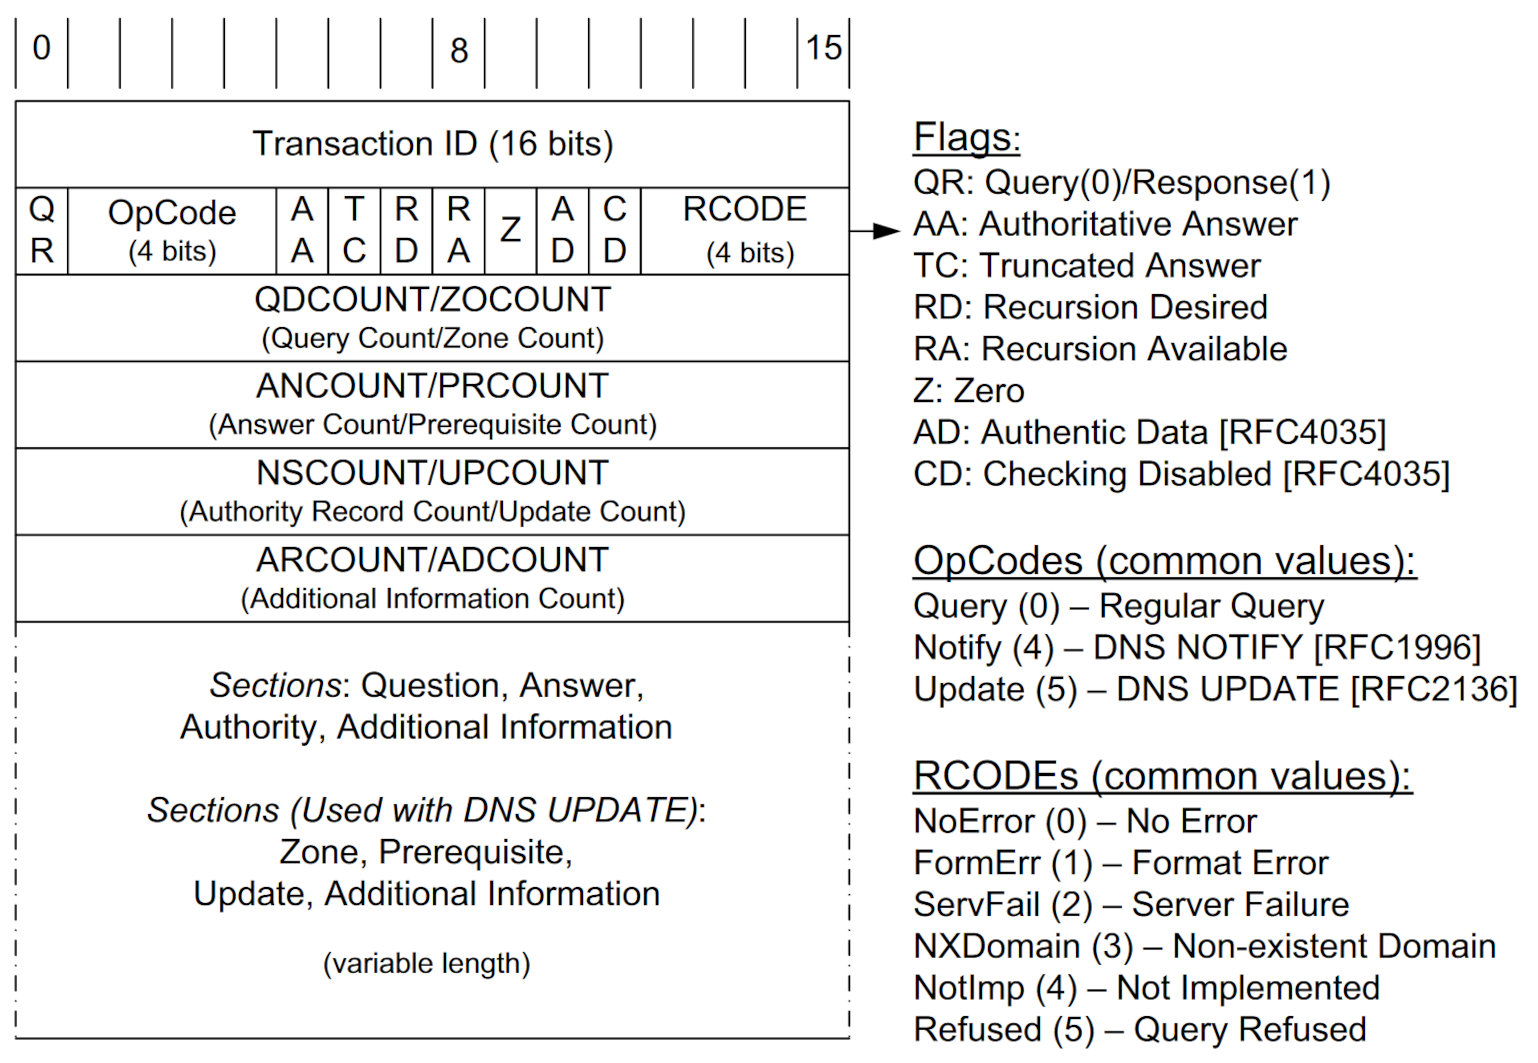 0 8 15
Transaction ID (16 bits)
QR OpCode (4 bits) AA TC RD RA Z AD CD RCODE (4 bits)
QDCOUNT/ZOCOUNT
(Query Count/Zone Count)
ANCOUNT/PRCOUNT
(Answer Count/Prerequisite Count)
NSCOUNT/UPCOUNT
(Authority Record Count/Update Count)
ARCOUNT/ADCOUNT
(Additional Information Count)
Sections: Question, Answer,
Authority, Additional Information
Sections (Used with DNS UPDATE):
Zone, Prerequisite,
Update, Additional Information
(variable length)
Flags:
QR: Query(0)/Response(1)
AA: Authoritative Answer
TC: Truncated Answer
RD: Recursion Desired
RA: Recursion Available
Z: Zero
AD: Authentic Data [RFC4035]
CD: Checking Disabled [RFC4035]
OpCodes (common values):
Query (0) – Regular Query
Notify (4) – DNS NOTIFY [RFC1996]
Update (5) – DNS UPDATE [RFC2136]
RCODEs (common values):
NoError (0) – No Error
FormErr (1) – Format Error
ServFail (2) – Server Failure
NXDomain (3) – Non-existent Domain
NotImp (4) – Not Implemented
Refused (5) – Query Refused